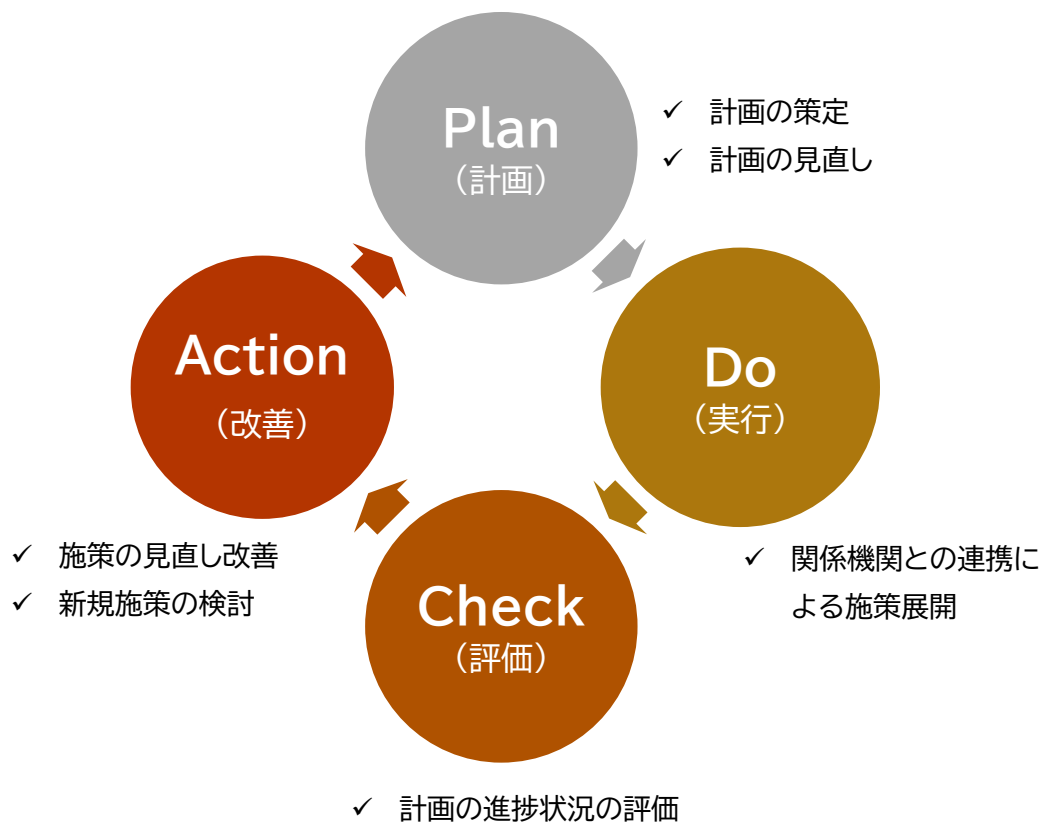 Plan
（計画）
✓ 計画の策定
✓ 計画の見直し
Do
（実行）
✓ 関係機関との連携に
よる施策展開
Check
（評価）
✓ 計画の進捗状況の評価
Action
（改善）
✓ 施策の見直し改善
✓ 新規施策の検討